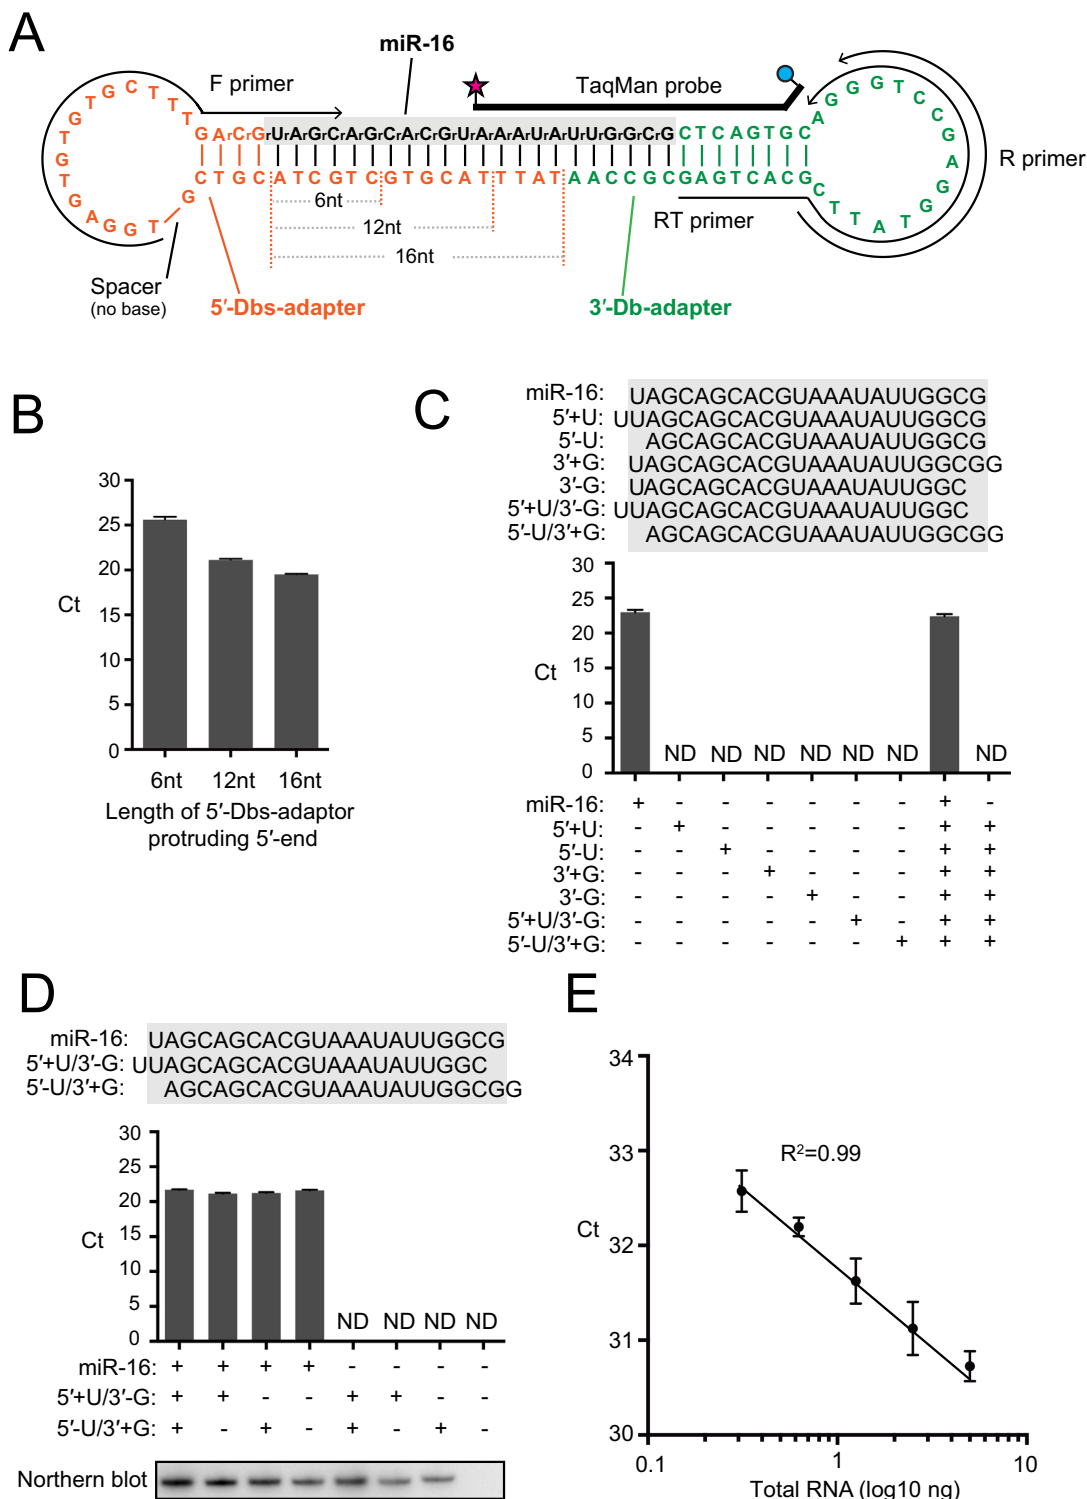 A
miR-16
F primer
TaqMan probe
GTGGAGTGTGTGCTTT
GArCrGrUrArGrCrArGrCrArCrGrUrArArArUrArUrUrGrGrCrGCTCAGTGC
AGGGTCCGAGGTATTC
CTGCATCGTCGTGCATTTATAACCGCGAGTCACG
R primer
6nt
12nt
16nt
RT primer
Spacer
(no base)
5′-Dbs-adapter
3′-Db-adapter
B
30
25
20
15
10
5
0
Ct
6nt 12nt 16nt
Length of 5′-Dbs-adaptor
protruding 5′-end
C
miR-16: UAGCAGCACGUAAAUAUUGGCG
5′+U: UUAGCAGCACGUAAAUAUUGGCG
5′-U: AGCAGCACGUAAAUAUUGGCG
3′+G: UAGCAGCACGUAAAUAUUGGCGG
3′-G: UAGCAGCACGUAAAUAUUGGC
5′+U/3′-G: UUAGCAGCACGUAAAUAUUGGC
5′-U/3′+G: AGCAGCACGUAAAUAUUGGCGG
30
25
20
15
10
5
0
Ct
ND ND ND ND ND ND ND
miR-16: + - - - - - - + -
5′+U: - + - - - - - + +
5′-U: - - + - - - - + +
3′+G: - - - + - - - + +
3′-G: - - - - + - - + +
5′+U/3′-G: - - - - - + - + +
5′-U/3′+G: - - - - - - + + +
D
miR-16: UAGCAGCACGUAAAUAUUGGCG
5′+U/3′-G: UUAGCAGCACGUAAAUAUUGGC
5′-U/3′+G: AGCAGCACGUAAAUAUUGGCGG
30
25
20
15
10
5
0
Ct
ND ND ND ND
miR-16: + + + + - - - -
5′+U/3′-G: + + - - + + - -
5′-U/3′+G: + - + - + - + -
Northern blot
E
34
33
32
31
30
Ct
R²=0.99
0.1 1 10
Total RNA (log10 ng)